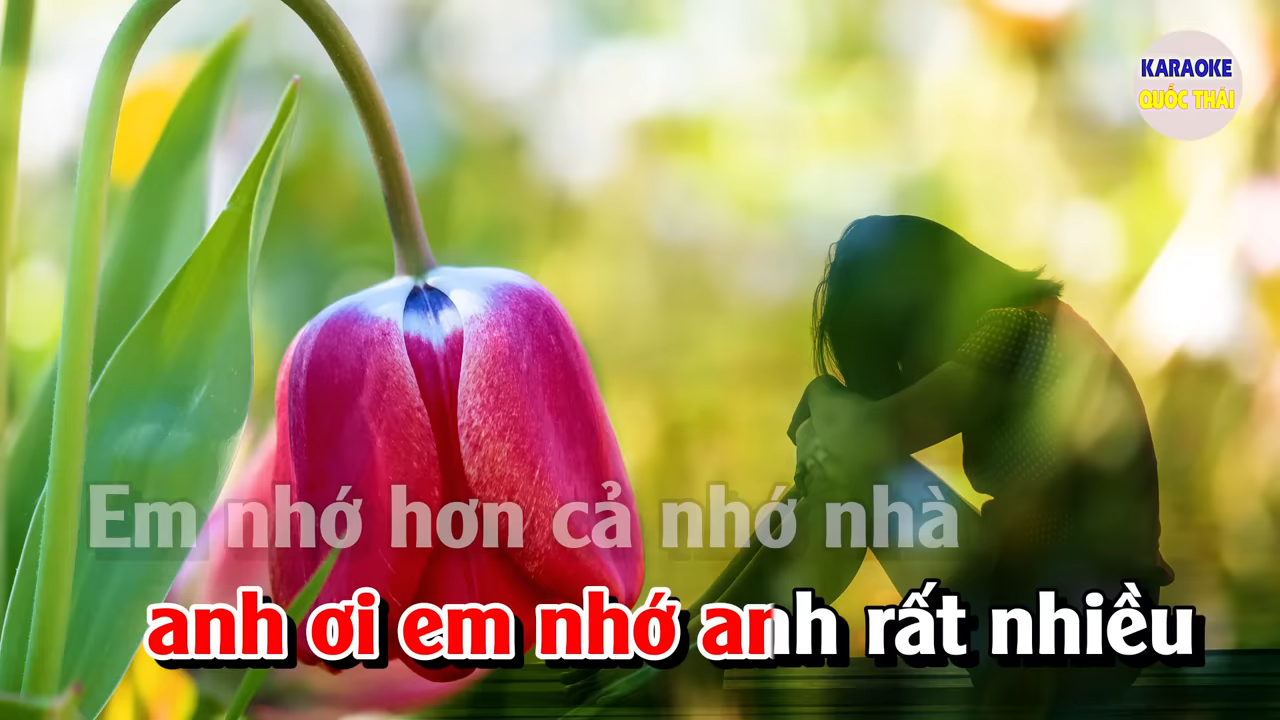 KARAOKE
QUỐC THÁI
Em nhớ hơn cả nhớ nhà
anh ơi em nhớ anh rất nhiều